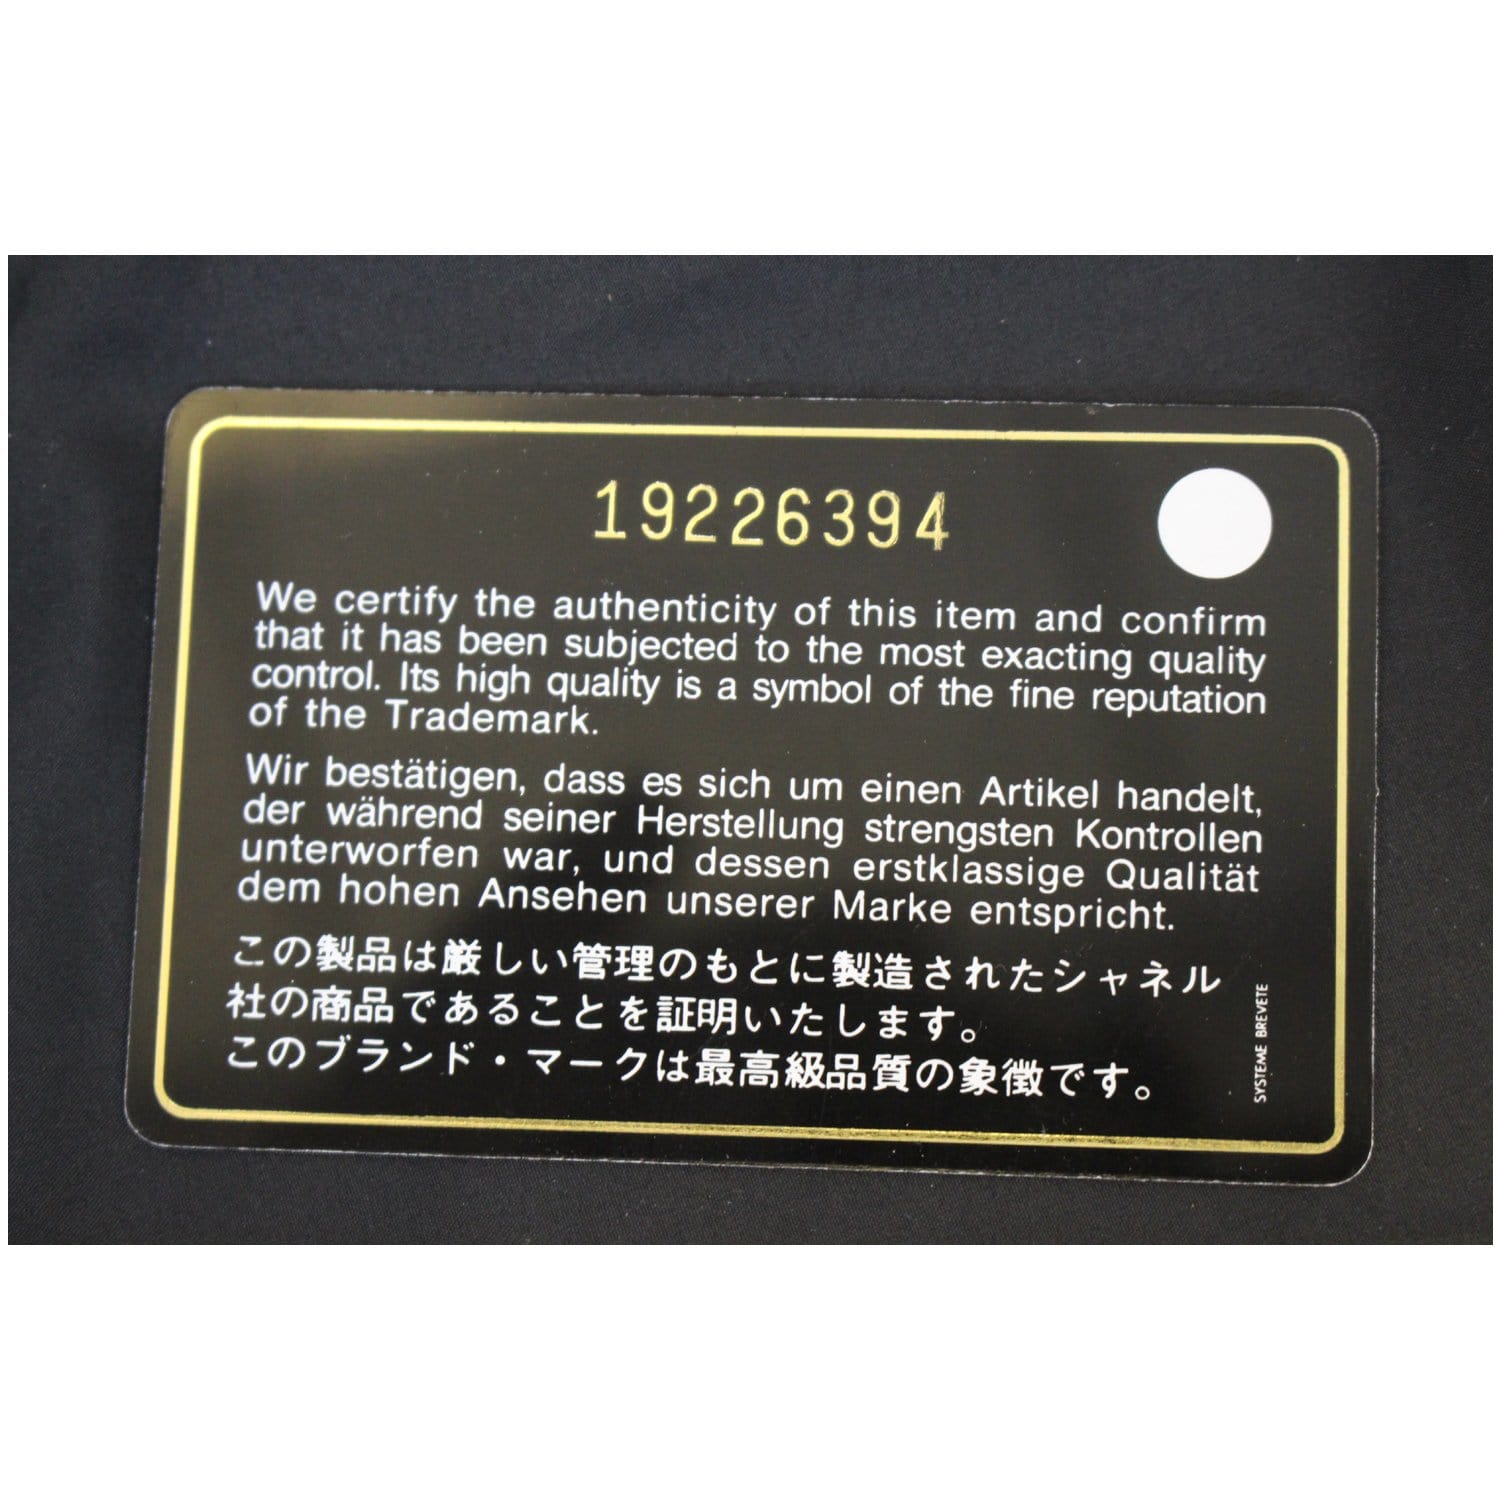 19226394
We certify the authenticity of this item and confirm
that it has been subjected to the most exacting quality
control. Its high quality is a symbol of the fine reputation
of the Trademark.
Wir bestätigen, dass es sich um einen Artikel handelt,
der während seiner Herstellung strengsten Kontrollen
unterworfen war, und dessen erstklassige Qualität
dem hohen Ansehen unserer Marke entspricht.
この製品は厳しい管理のもとに製造されたシャネル
社の商品であることを証明いたします。
このブランド・マークは最高級品質の象徴です。
SYSTEME BREVETE